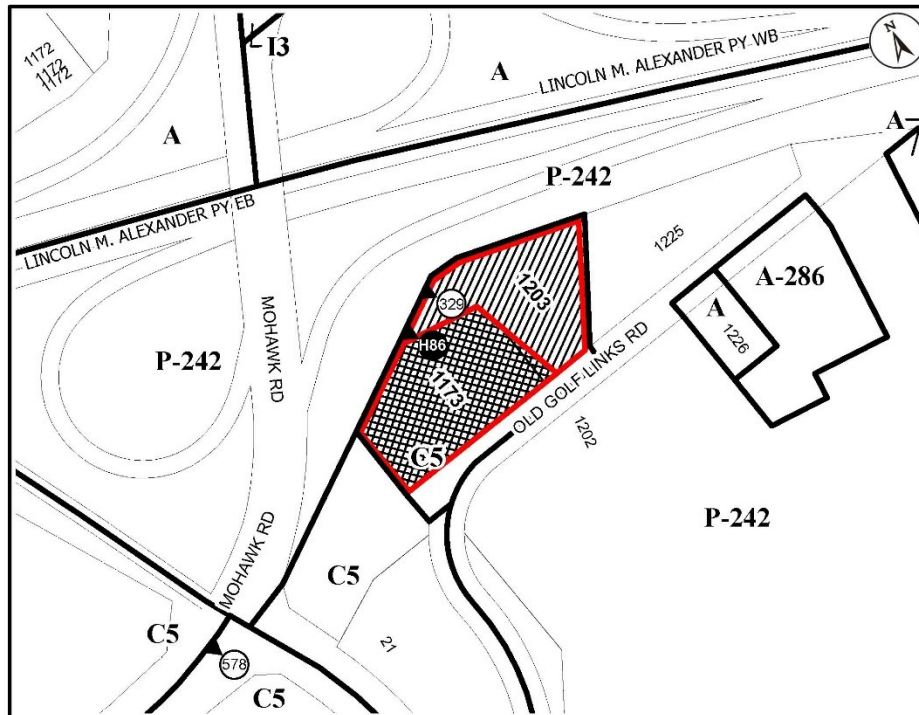 1172
1172
1172
I3
A
LINCOLN M. ALEXANDER PY WB
N
A
A
P-242
LINCOLN M. ALEXANDER PY EB
1225
1203
A-286
MOHAWK RD
329
A
1226
P-242
H86
1173
OLD GOLF LINKS RD
1202
C5
P-242
MOHAWK RD
C5
C5
21
578
C5